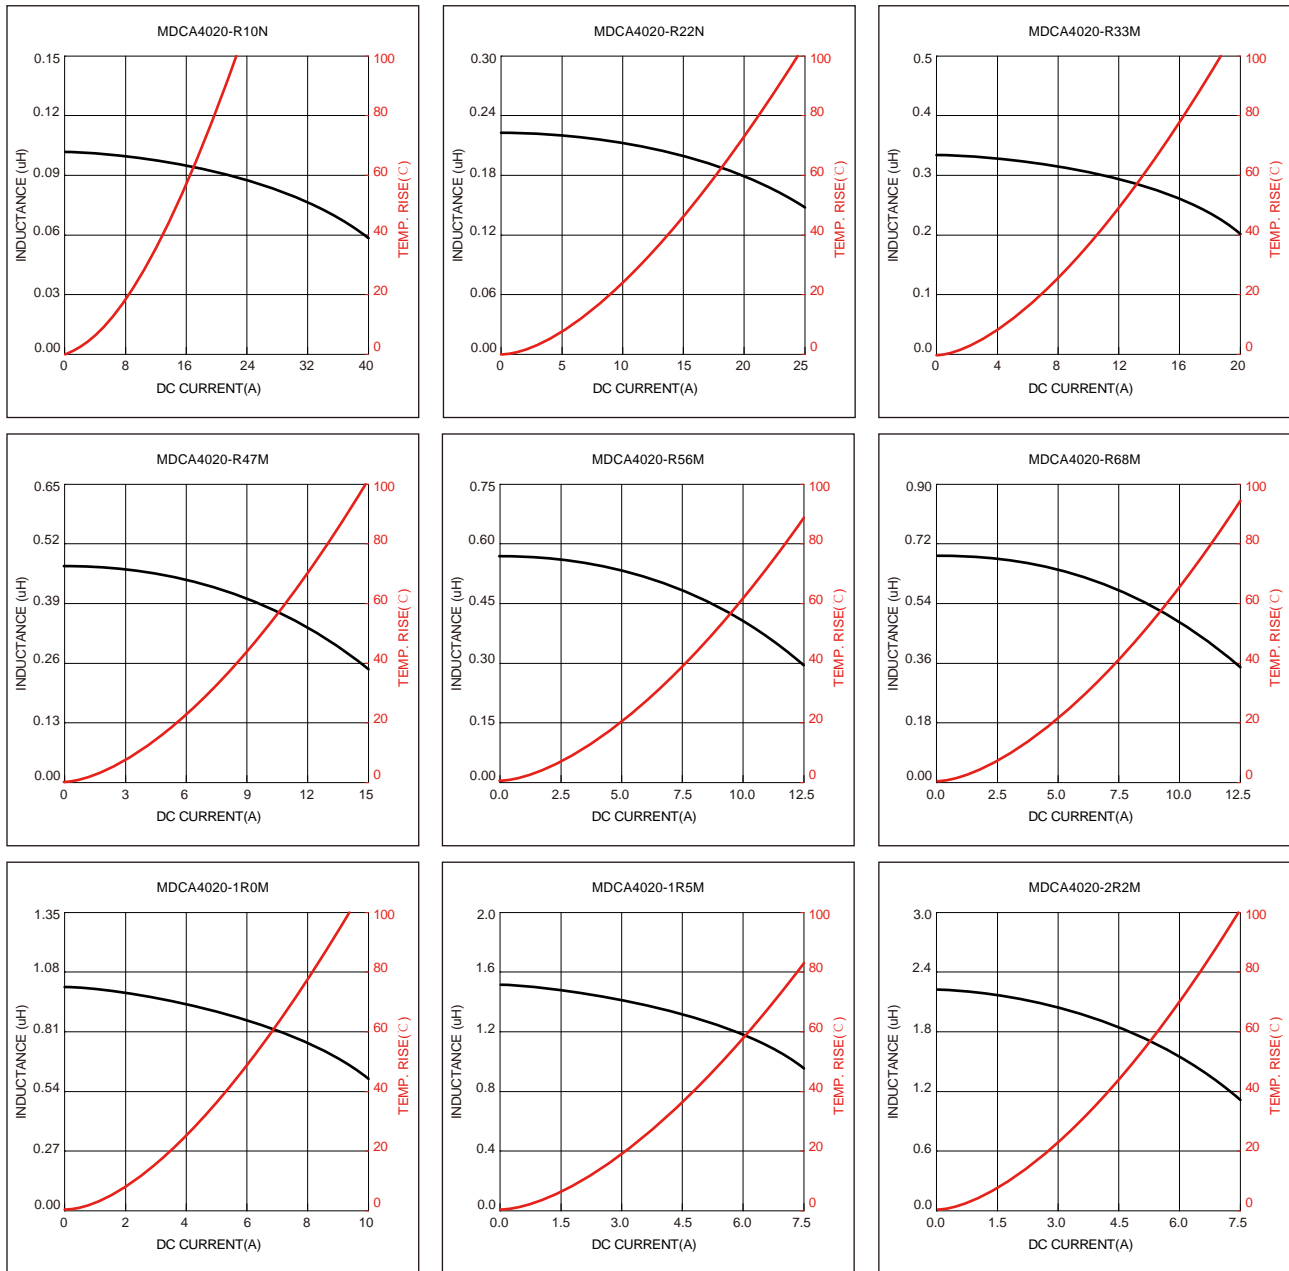 MDCA4020-R10N
0.15
0.12
0.09
0.06
0.03
0.00
INDUCTANCE (uH)
100
80
60
40
20
0
TEMP. RISE(℃)
0 8 16 24 32 40
DC CURRENT(A)
MDCA4020-R22N
0.30
0.24
0.18
0.12
0.06
0.00
INDUCTANCE (uH)
100
80
60
40
20
0
TEMP. RISE(℃)
0 5 10 15 20 25
DC CURRENT(A)
MDCA4020-R33M
0.5
0.4
0.3
0.2
0.1
0.0
INDUCTANCE (uH)
100
80
60
40
20
0
TEMP. RISE(℃)
0 4 8 12 16 20
DC CURRENT(A)
MDCA4020-R47M
0.65
0.52
0.39
0.26
0.13
0.00
INDUCTANCE (uH)
100
80
60
40
20
0
TEMP. RISE(℃)
0 3 6 9 12 15
DC CURRENT(A)
MDCA4020-R56M
0.75
0.60
0.45
0.30
0.15
0.00
INDUCTANCE (uH)
100
80
60
40
20
0
TEMP. RISE(℃)
0.0 2.5 5.0 7.5 10.0 12.5
DC CURRENT(A)
MDCA4020-R68M
0.90
0.72
0.54
0.36
0.18
0.00
INDUCTANCE (uH)
100
80
60
40
20
0
TEMP. RISE(℃)
0.0 2.5 5.0 7.5 10.0 12.5
DC CURRENT(A)
MDCA4020-1R0M
1.35
1.08
0.81
0.54
0.27
0.00
INDUCTANCE (uH)
100
80
60
40
20
0
TEMP. RISE(℃)
0 2 4 6 8 10
DC CURRENT(A)
MDCA4020-1R5M
2.0
1.6
1.2
0.8
0.4
0.0
INDUCTANCE (uH)
100
80
60
40
20
0
TEMP. RISE(℃)
0.0 1.5 3.0 4.5 6.0 7.5
DC CURRENT(A)
MDCA4020-2R2M
3.0
2.4
1.8
1.2
0.6
0.0
INDUCTANCE (uH)
100
80
60
40
20
0
TEMP. RISE(℃)
0.0 1.5 3.0 4.5 6.0 7.5
DC CURRENT(A)